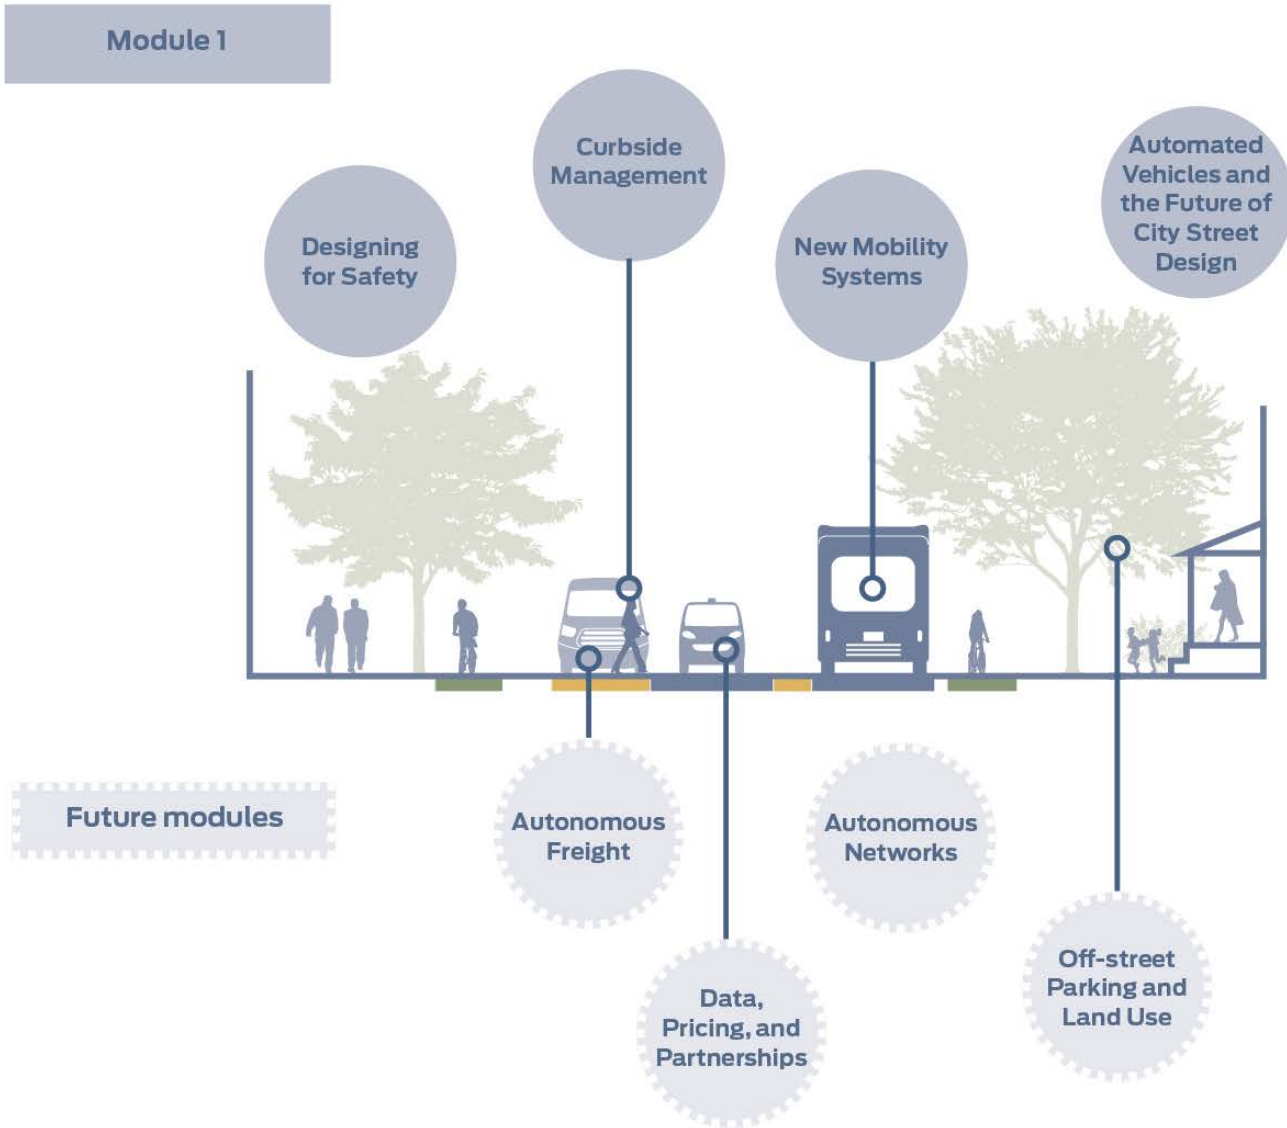 Module 1
Curbside
Management
Automated
Vehicles and
the Future of
City Street
Design
Designing
for Safety
New Mobility
Systems
Future modules
Autonomous
Freight
Autonomous
Networks
Data,
Pricing, and
Partnerships
Off-street
Parking and
Land Use